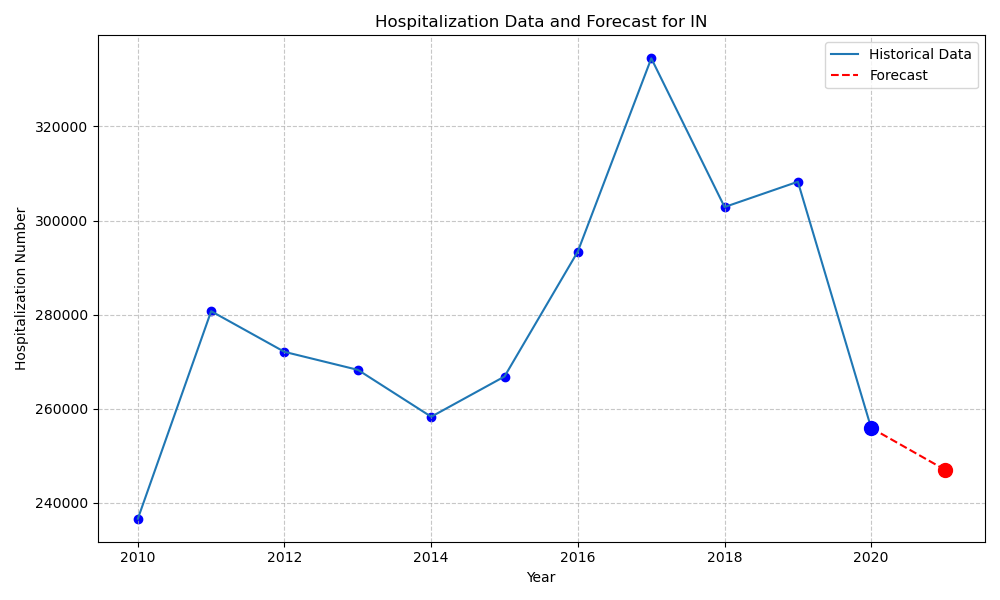 Hospitalization Data and Forecast for IN
Historical Data
Forecast
Hospitalization Number
320000
300000
280000
260000
240000
2010 2012 2014 2016 2018 2020
Year